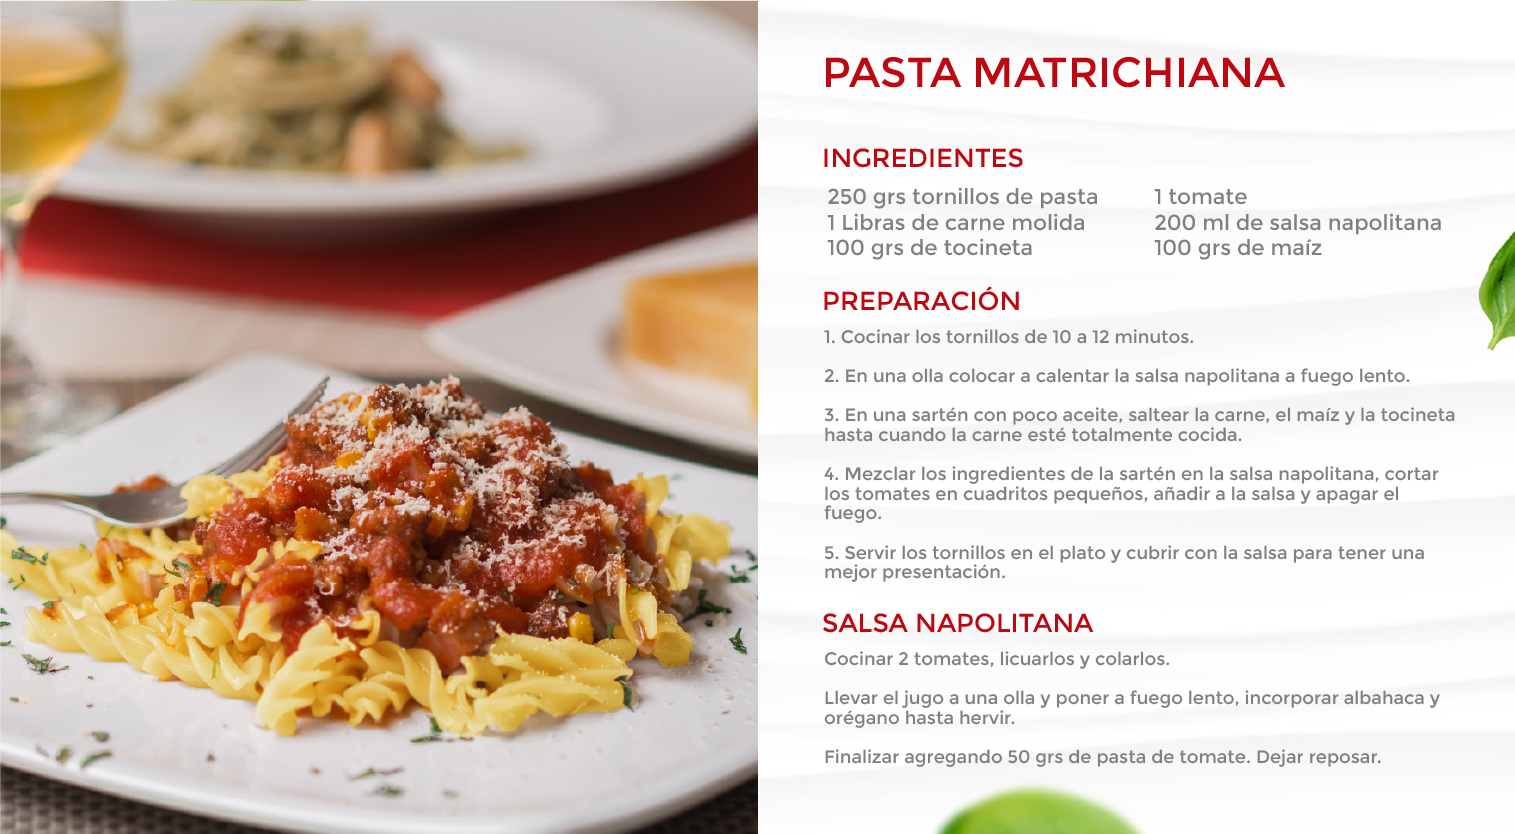 PASTA MATRICHIANA
INGREDIENTES
250 grs tornillos de pasta
1 Libras de carne molida
100 grs de tocineta
1 tomate
200 ml de salsa napolitana
100 grs de maíz
PREPARACIÓN
1. Cocinar los tornillos de 10 a 12 minutos.
2. En una olla colocar a calentar la salsa napolitana a fuego lento.
3. En una sartén con poco aceite, saltear la carne, el maíz y la tocineta
hasta cuando la carne esté totalmente cocida.
4. Mezclar los ingredientes de la sartén en la salsa napolitana, cortar
los tomates en cuadritos pequeños, añadir a la salsa y apagar el
fuego.
5. Servir los tornillos en el plato y cubrir con la salsa para tener una
mejor presentación.
SALSA NAPOLITANA
Cocinar 2 tomates, licuarlos y colarlos.
Llevar el jugo a una olla y poner a fuego lento, incorporar albahaca y
orégano hasta hervir.
Finalizar agregando 50 grs de pasta de tomate. Dejar reposar.